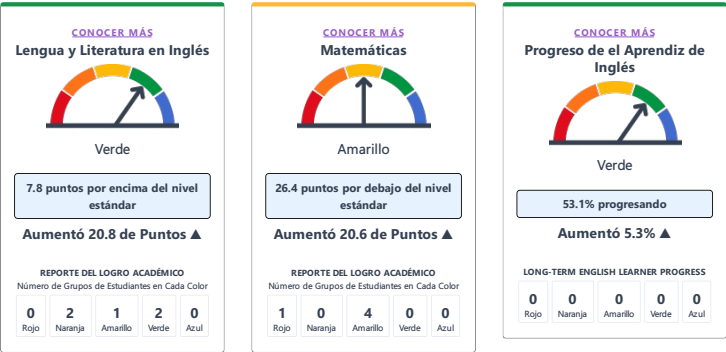 CONOCER MÁS
Lengua y Literatura en Inglés
Verde
7.8 puntos por encima del nivel
estándar
Aumentó 20.8 de Puntos ▲
REPORTE DEL LOGRO ACADÉMICO
Número de Grupos de Estudiantes en Cada Color
0 2 1 2 0
Rojo Naranja Amarillo Verde Azul
CONOCER MÁS
Matemáticas
Amarillo
26.4 puntos por debajo del nivel
estándar
Aumentó 20.6 de Puntos ▲
REPORTE DEL LOGRO ACADÉMICO
Número de Grupos de Estudiantes en Cada Color
1 0 4 0 0
Rojo Naranja Amarillo Verde Azul
CONOCER MÁS
Progreso de el Aprendiz de
Inglés
Verde
53.1% progresando
Aumentó 5.3% ▲
LONG-TERM ENGLISH LEARNER PROGRESS
0 0 0 0 0
Rojo Naranja Amarillo Verde Azul